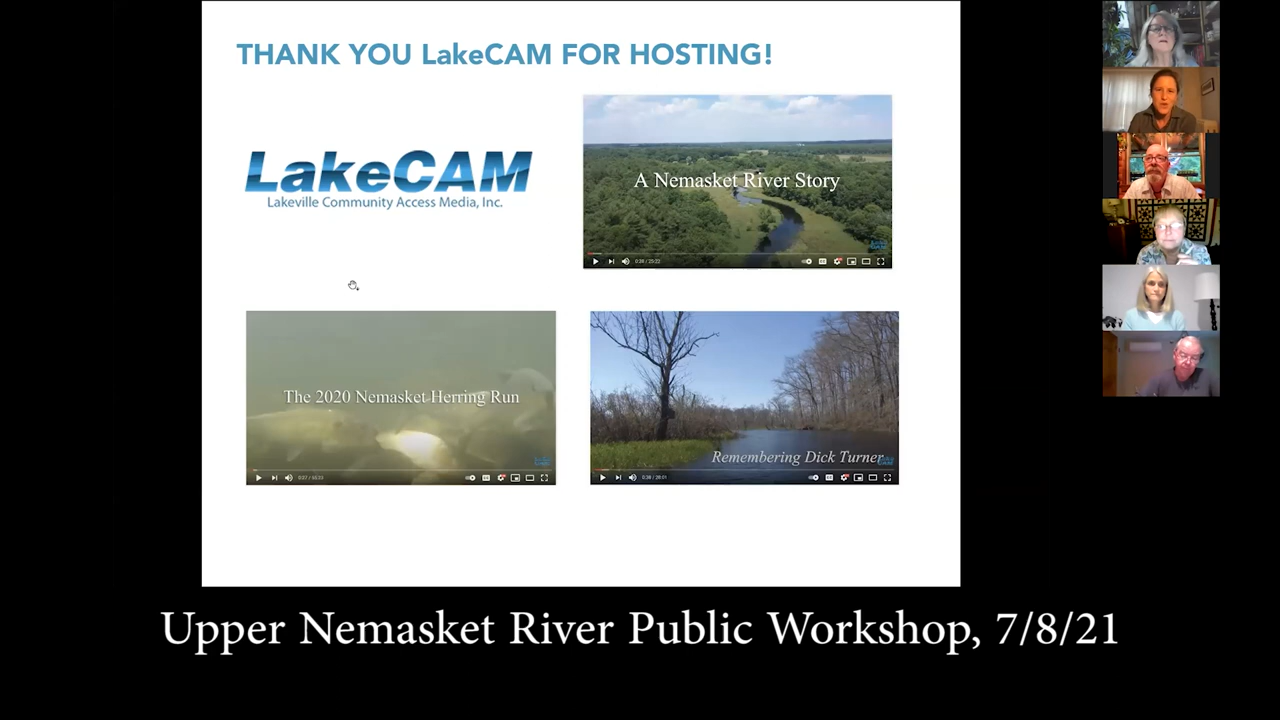 THANK YOU LakeCAM FOR HOSTING!
LakeCAM
Lakeville Community Access Media, Inc.
A Nemasket River Story
The 2020 Nemasket Herring Run
Remembering Dick Turner
Upper Nemasket River Public Workshop, 7/8/21